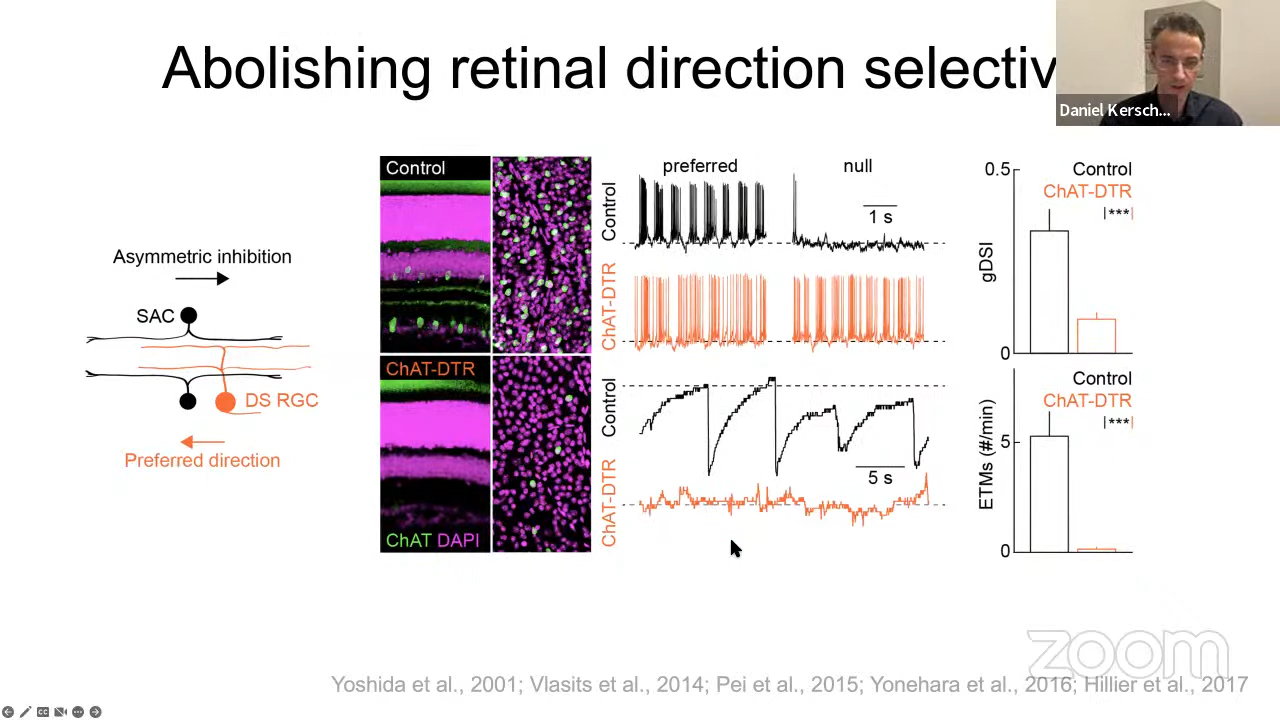 Abolishing retinal direction selectiv
Daniel Kersch...
Asymmetric inhibition
SAC
DS RGC
Preferred direction
Control
ChAT-DTR
ChAT DAPI
preferred
null
Control
1 s
ChAT-DTR
Control
5 s
ChAT-DTR
0.5
Control
ChAT-DTR
***
gDSI
0
Control
ChAT-DTR
***
ETMs (#/min)
5
0
zoom
Yoshida et al., 2001; Vlasits et al., 2014; Pei et al., 2015; Yonehara et al., 2016; Hillier et al., 2017